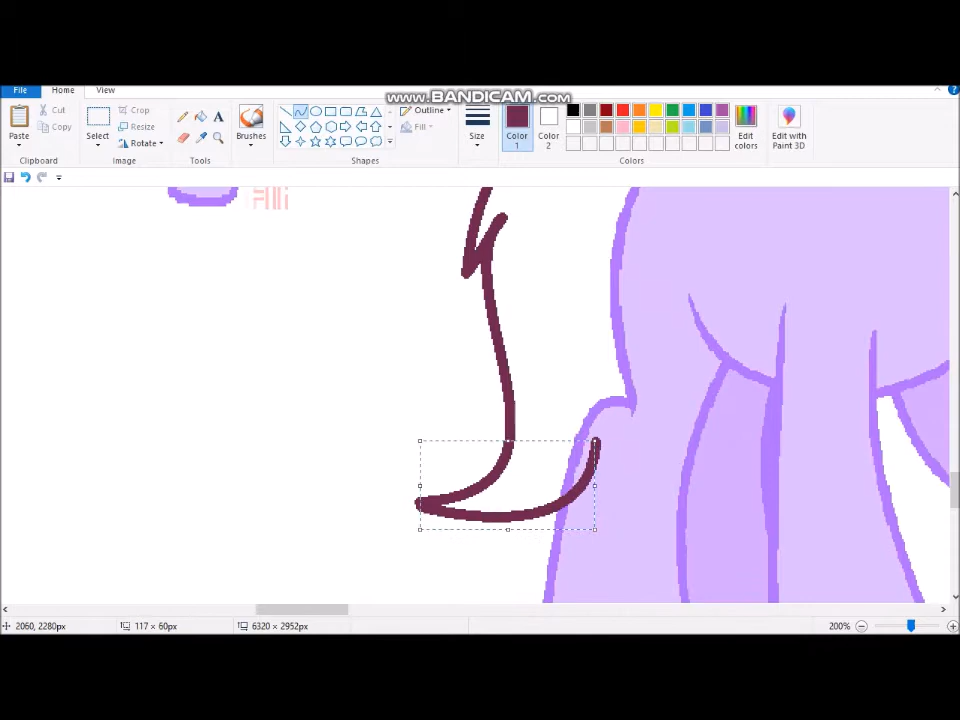 www.BANDICAM.com
File Home View
Paste
Cut
Copy
Clipboard
Select
Crop
Resize
Rotate
Image
A
Tools
Brushes
Outline
Fill
Shapes
Size
Color
1
Color
2
Edit
colors
Colors
Edit with
Paint 3D
2060, 2280px 117 × 60px 6320 × 2952px 200%